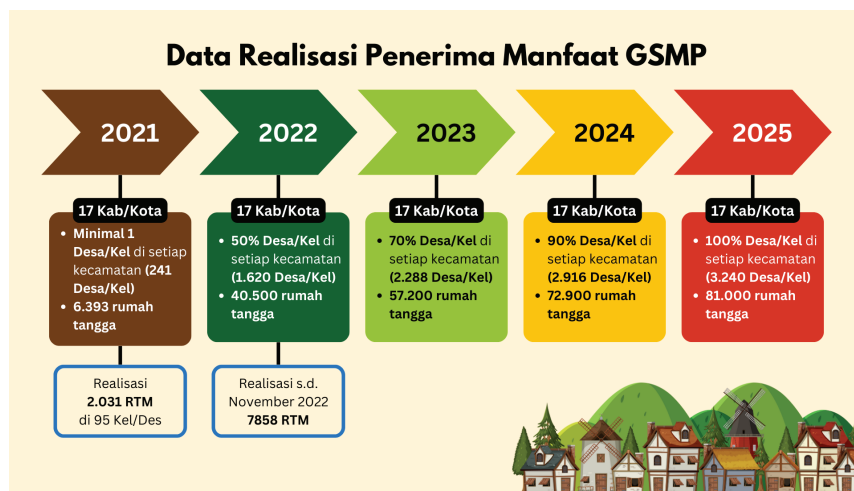 Data Realisasi Penerima Manfaat GSMP
2021
2022
2023
2024
2025
17 Kab/Kota
• Minimal 1
Desa/Kel di setiap
kecamatan (241
Desa/Kel)
• 6.393 rumah
tangga
Realisasi
2.031 RTM
di 95 Kel/Des
17 Kab/Kota
• 50% Desa/Kel di
setiap kecamatan
(1.620 Desa/Kel)
• 40.500 rumah
tangga
Realisasi s.d.
November 2022
7858 RTM
17 Kab/Kota
• 70% Desa/Kel di
setiap kecamatan
(2.288 Desa/Kel)
• 57.200 rumah
tangga
17 Kab/Kota
• 90% Desa/Kel di
setiap kecamatan
(2.916 Desa/Kel)
• 72.900 rumah
tangga
17 Kab/Kota
• 100% Desa/Kel di
setiap kecamatan
(3.240 Desa/Kel)
• 81.000 rumah
tangga